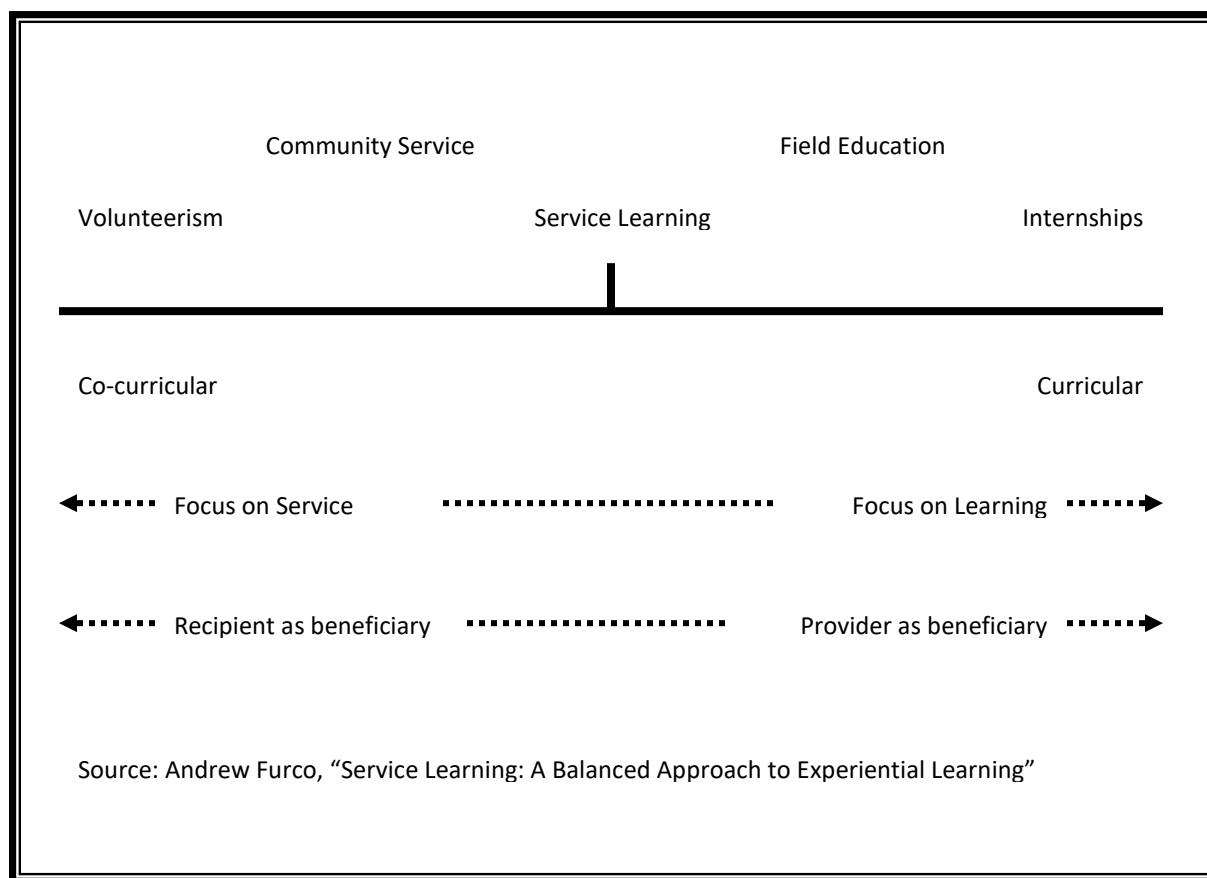 Community Service Field Education
Volunteerism Service Learning Internships
Co-curricular Curricular
Focus on Service Focus on Learning
Recipient as beneficiary Provider as beneficiary
Source: Andrew Furco, “Service Learning: A Balanced Approach to Experiential Learning”